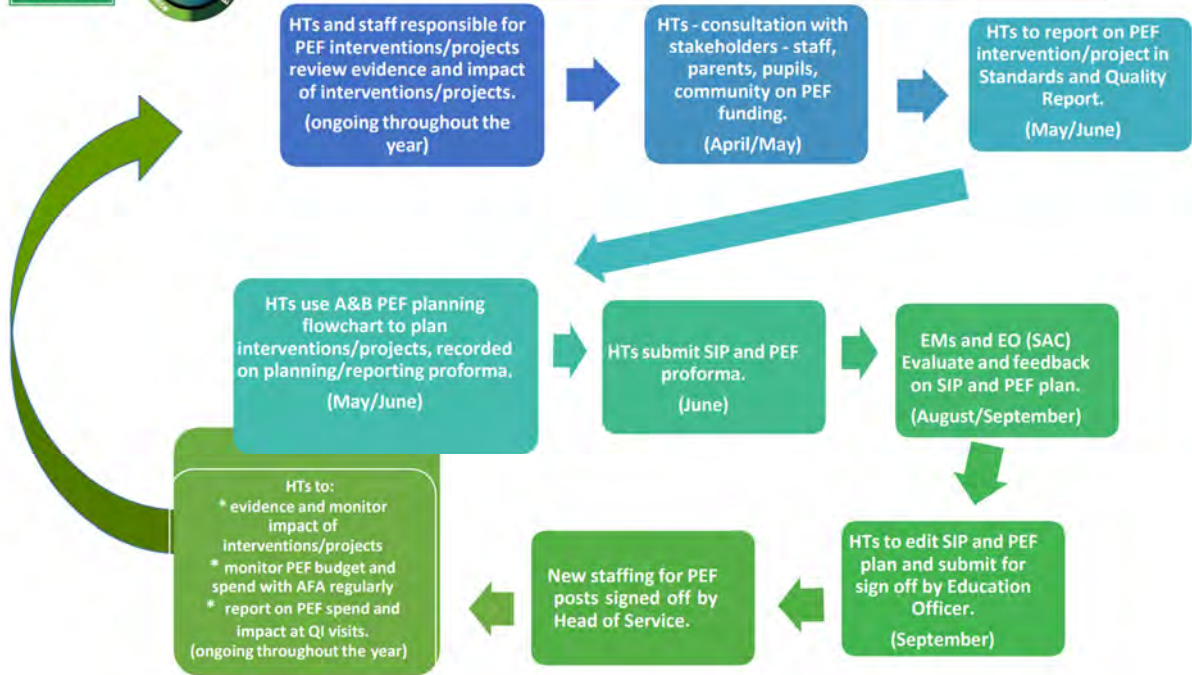 HTs and staff responsible for
PEF interventions/projects
review evidence and impact
of interventions/projects.
(ongoing throughout the
year)
HTs - consultation with
stakeholders - staff,
parents, pupils,
community on PEF
funding.
(April/May)
HTs to report on PEF
intervention/project in
Standards and Quality
Report.
(May/June)
HTs use A&B PEF planning
flowchart to plan
interventions/projects, recorded
on planning/reporting proforma.
(May/June)
HTs submit SIP and PEF
proforma.
(June)
EMs and EO (SAC)
Evaluate and feedback
on SIP and PEF plan.
(August/September)
HTs to edit SIP and PEF
plan and submit for
sign off by Education
Officer.
(September)
New staffing for PEF
posts signed off by
Head of Service.
HTs to:
* evidence and monitor
impact of
interventions/projects
* monitor PEF budget and
spend with AFA regularly
* report on PEF spend and
impact at QI visits.
(ongoing throughout the year)